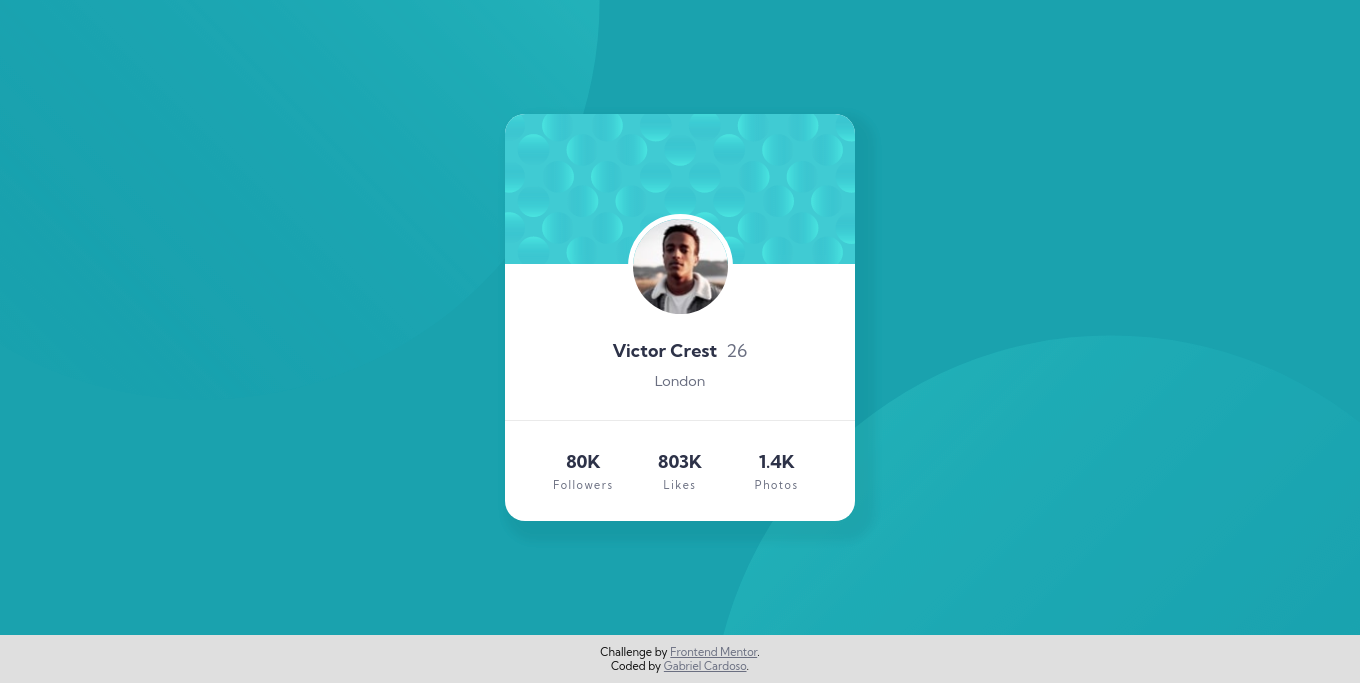 Victor Crest 26
London
80K 803K 1.4K
Followers Likes Photos
Challenge by Frontend Mentor.
Coded by Gabriel Cardoso.